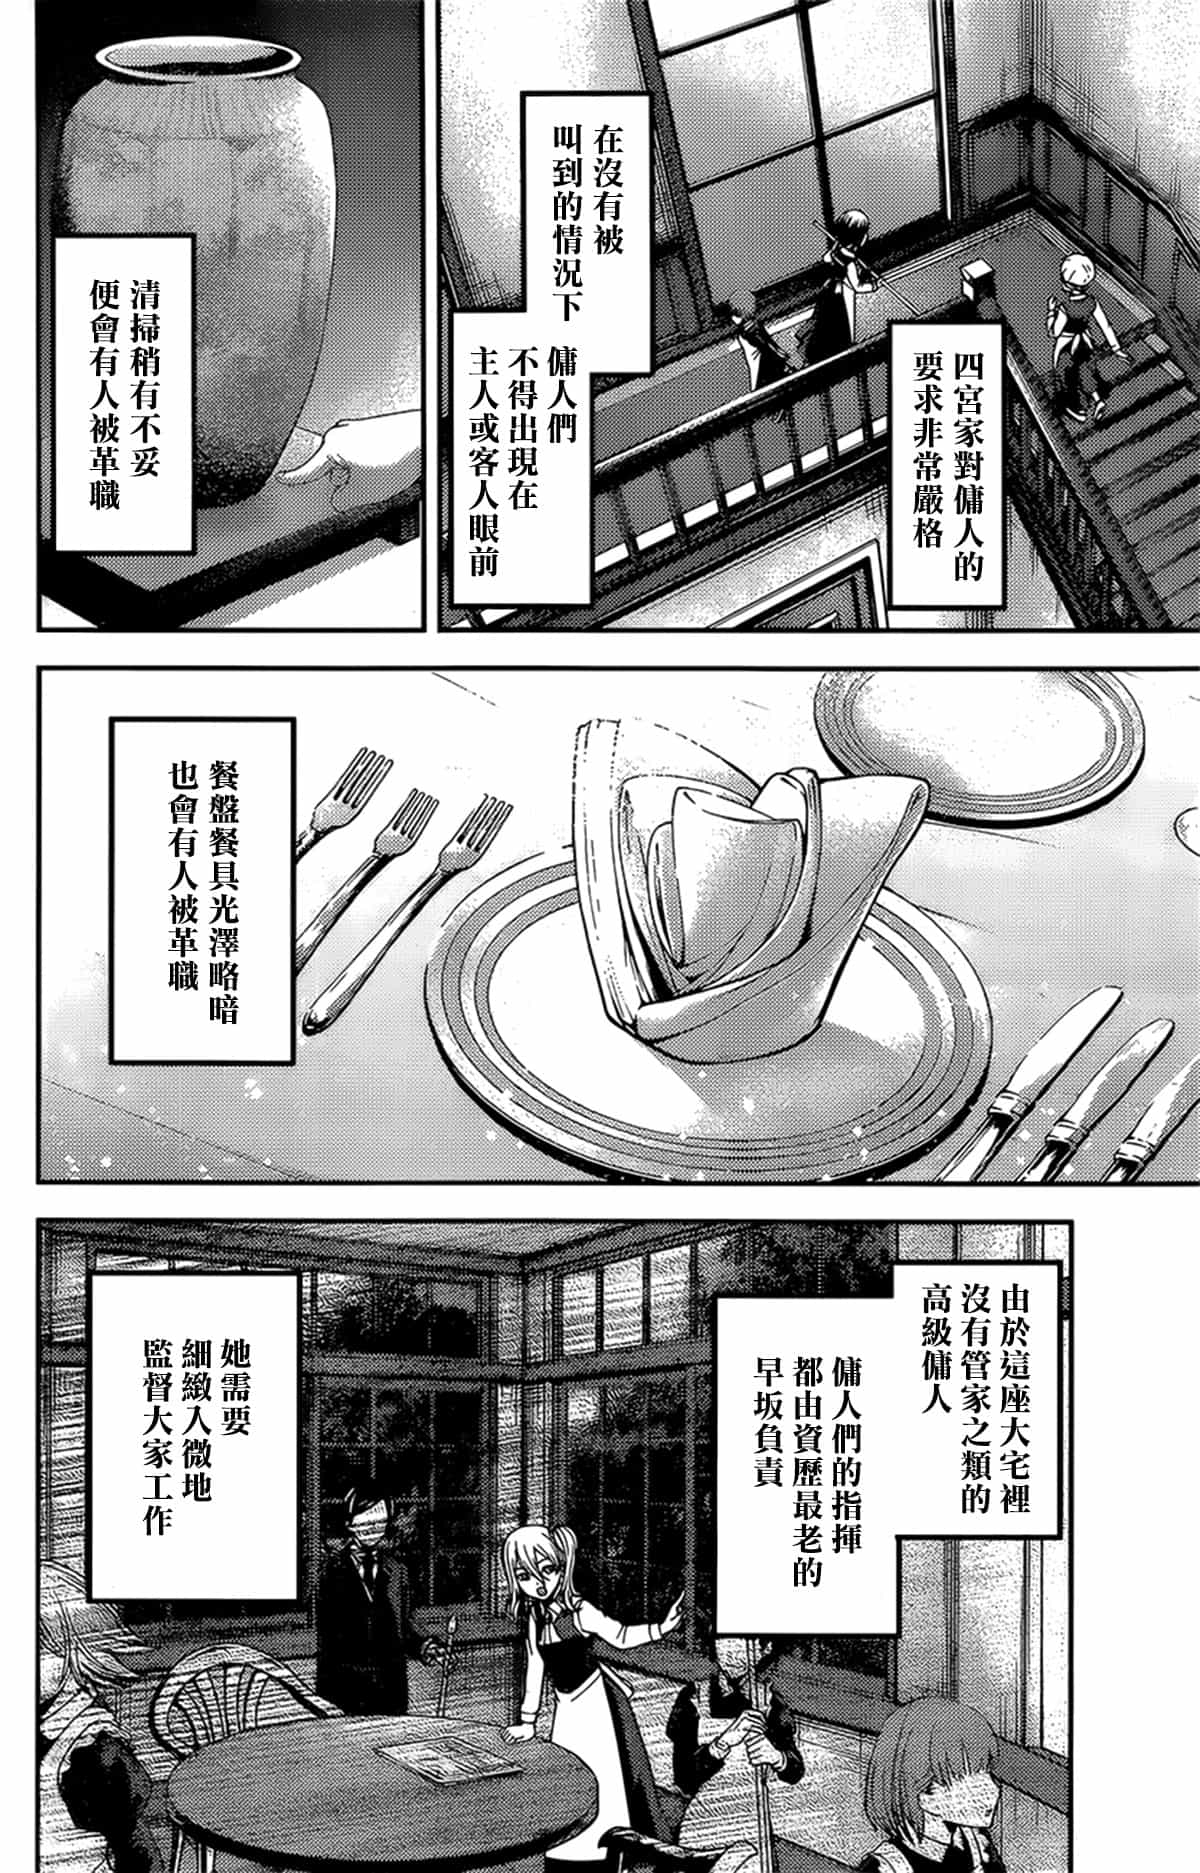 四宮家對傭人的
要求非常嚴格
在沒有被
叫到的情況下
傭人們
不得出現在
主人或客人眼前
清掃稍有不妥
便會有人被革職
餐盤餐具光澤略暗
也會有人被革職
由於這座大宅裡
沒有管家之類的
高級傭人
傭人們的指揮
都由資歷最老的
早坂負責
她需要
細緻入微地
監督大家工作